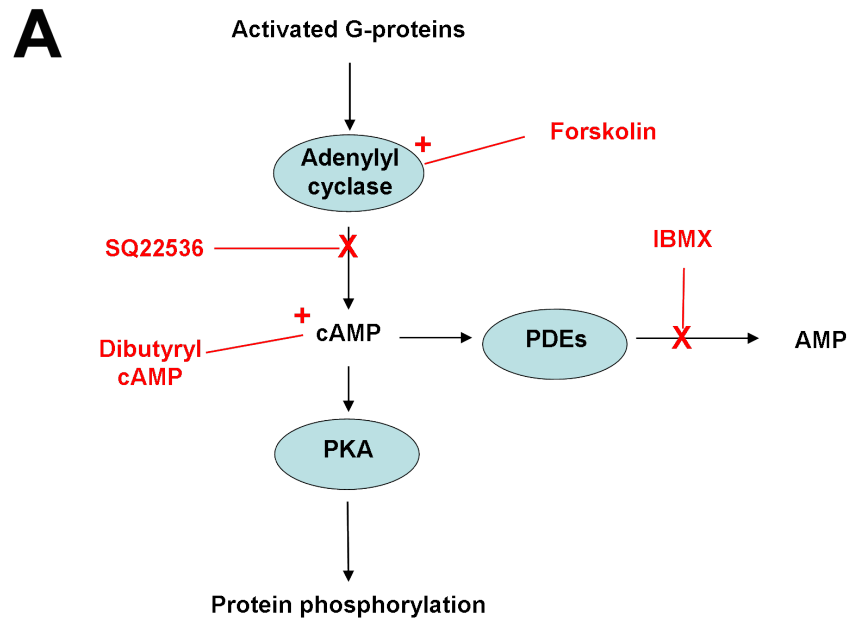 A
Activated G-proteins
+
Forskolin
Adenylyl
cyclase
SQ22536
X
IBMX
+
cAMP
Dibutyryl
cAMP
PDEs
X
AMP
PKA
Protein phosphorylation